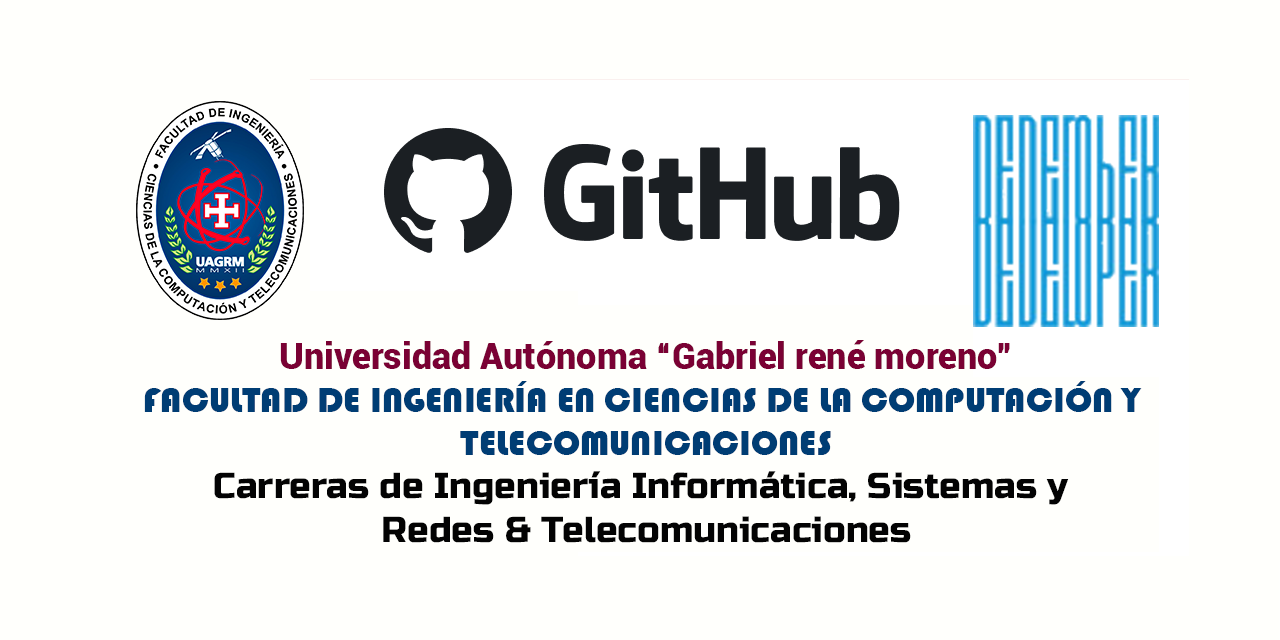 • FACULTAD DE INGENIERÍA •
CIENCIAS DE LA COMPUTACIÓN Y TELECOMUNICACIONES
UAGRM
MMXII
GitHub
Universidad Autónoma “Gabriel rené moreno”
FACULTAD DE INGENIERÍA EN CIENCIAS DE LA COMPUTACIÓN Y
TELECOMUNICACIONES
Carreras de Ingeniería Informática, Sistemas y
Redes & Telecomunicaciones